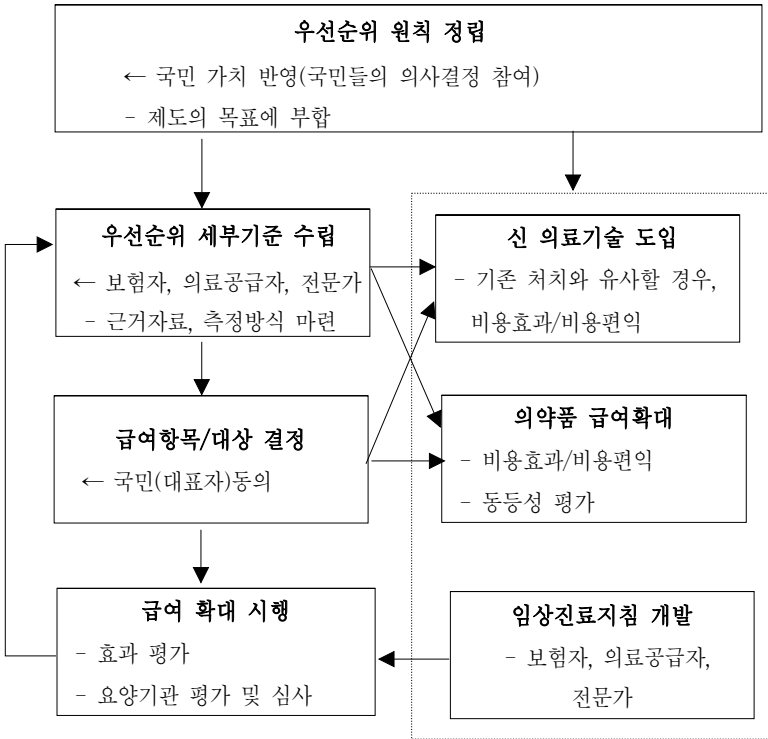 우선순위 원칙 정립
← 국민 가치 반영(국민들의 의사결정 참여)
- 제도의 목표에 부합
우선순위 세부기준 수립
← 보험자, 의료공급자, 전문가
- 근거자료, 측정방식 마련
신 의료기술 도입
- 기존 처치와 유사할 경우,
비용효과/비용편익
급여항목/대상 결정
← 국민(대표자)동의
의약품 급여확대
- 비용효과/비용편익
- 동등성 평가
급여 확대 시행
- 효과 평가
- 요양기관 평가 및 심사
임상진료지침 개발
- 보험자, 의료공급자,
전문가